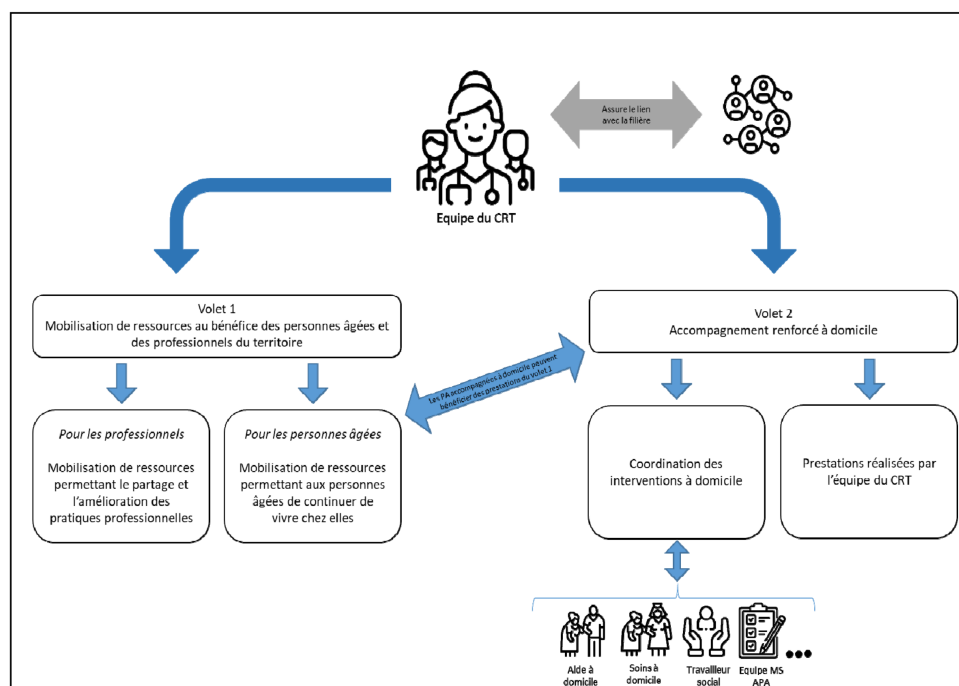 Assure le lien
avec la filière
Equipe du CRT
Volet 1
Mobilisation de ressources au bénéfice des personnes âgées et
des professionnels du territoire
Volet 2
Accompagnement renforcé à domicile
Les PA accompagnées à domicile peuvent
bénéficier des prestations du volet 1
Pour les professionnels
Mobilisation de ressources
permettant le partage et
l'amélioration des
pratiques professionnelles
Pour les personnes âgées
Mobilisation de ressources
permettant aux personnes
âgées de continuer de
vivre chez elles
Coordination des
interventions à domicile
Prestations réalisées par
l'équipe du CRT
Aide à
domicile
Soins à
domicile
Travailleur
social
Equipe MS
APA
...